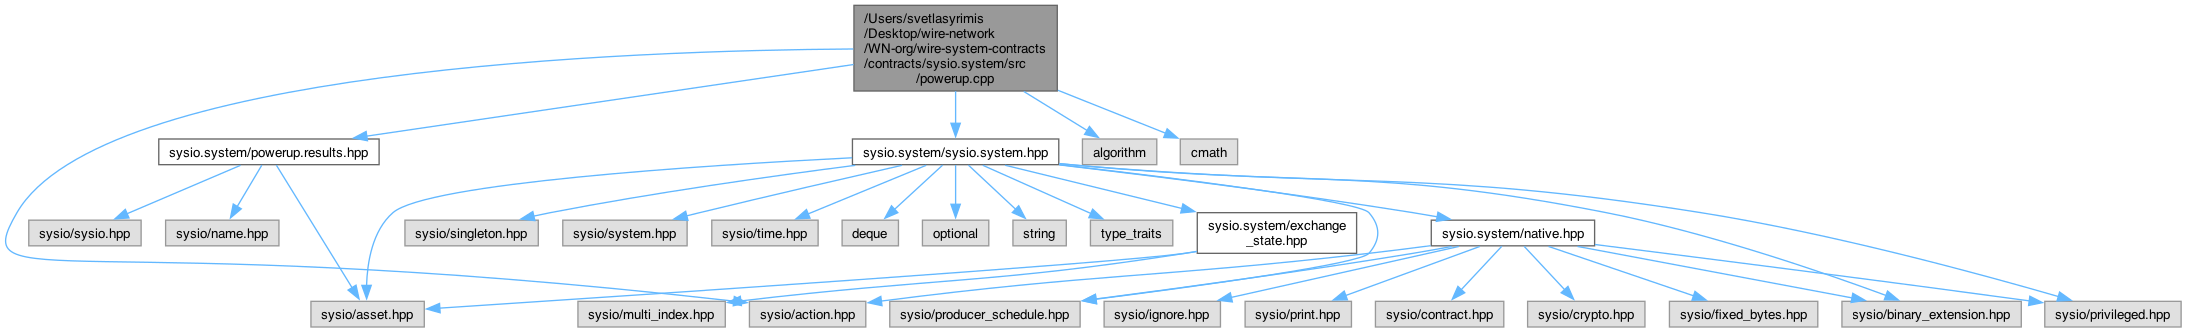 /Users/svetlasyrimis
/Desktop/wire-network
/WN-org/wire-system-contracts
/contracts/sysio.system/src
/powerup.cpp
sysio.system/powerup.results.hpp
sysio.system/sysio.system.hpp
algorithm
cmath
sysio/sysio.hpp
sysio/name.hpp
sysio/singleton.hpp
sysio/system.hpp
sysio/time.hpp
deque
optional
string
type_traits
sysio.system/exchange
_state.hpp
sysio.system/native.hpp
sysio/asset.hpp
sysio/multi_index.hpp
sysio/action.hpp
sysio/producer_schedule.hpp
sysio/ignore.hpp
sysio/print.hpp
sysio/contract.hpp
sysio/crypto.hpp
sysio/fixed_bytes.hpp
sysio/binary_extension.hpp
sysio/privileged.hpp